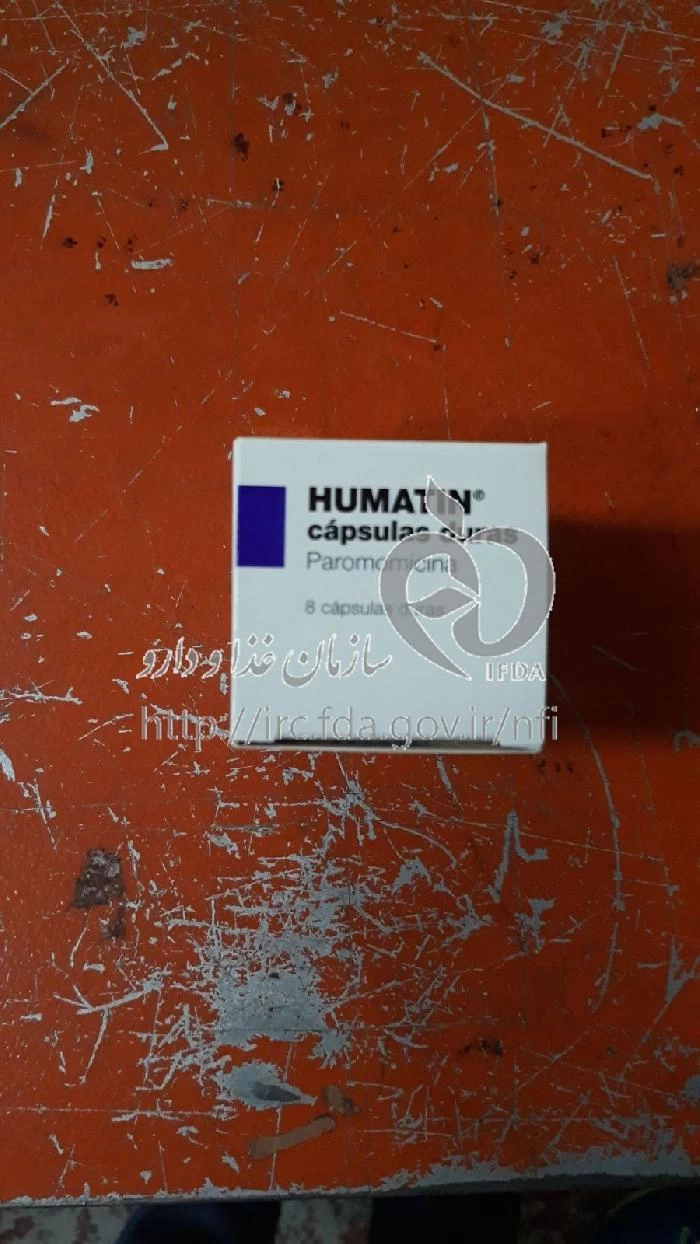 HUMATIN®
cápsulas duras
Paromomicina
8 cápsulas duras
سازمان غذا و دارو
IFDA
http://irc.fda.gov.ir/nfi